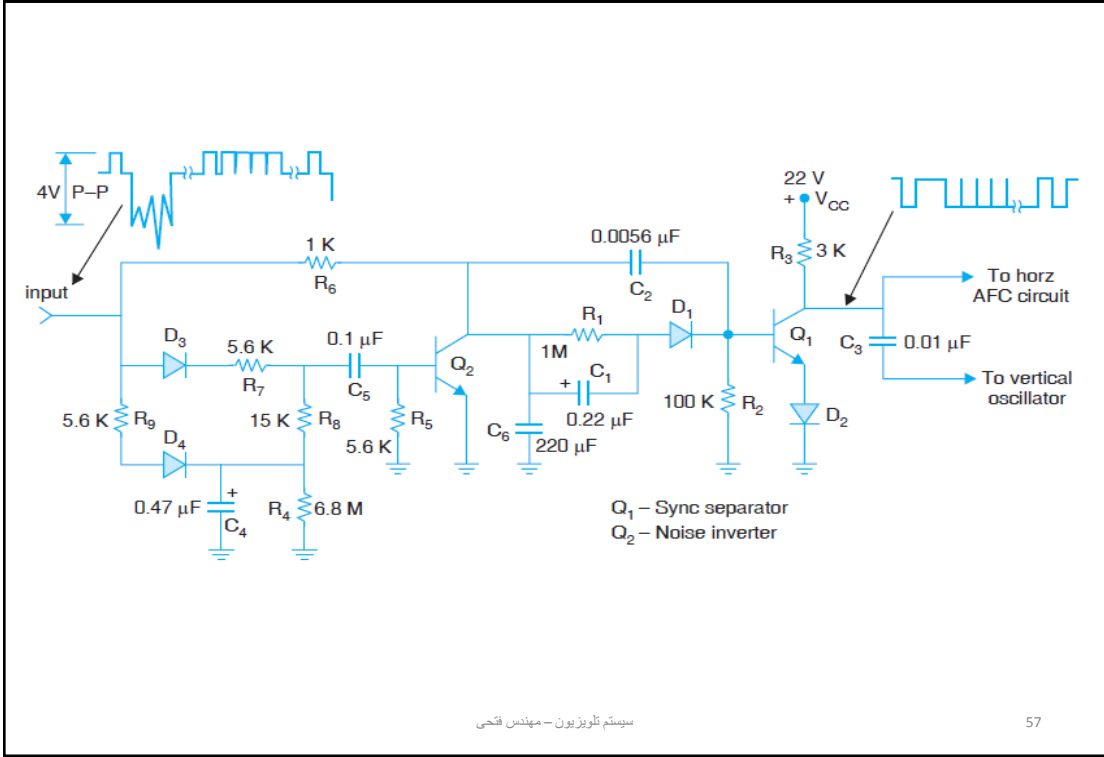 4V P–P
input
1 K
R6
D3
5.6 K
R7
0.1 μF
C5
Q2
5.6 K R9
D4
15 K R8
R5
5.6 K
0.47 μF
+
C4
R4 6.8 M
0.0056 μF
C2
R1
1M
D1
+ C1
0.22 μF
C6
220 μF
100 K R2
22 V
+ VCC
R3 3 K
Q1
D2
C3 0.01 μF
To horz
AFC circuit
To vertical
oscillator
Q1 – Sync separator
Q2 – Noise inverter
سیستم تلویزیون – مهندس فتحی
57